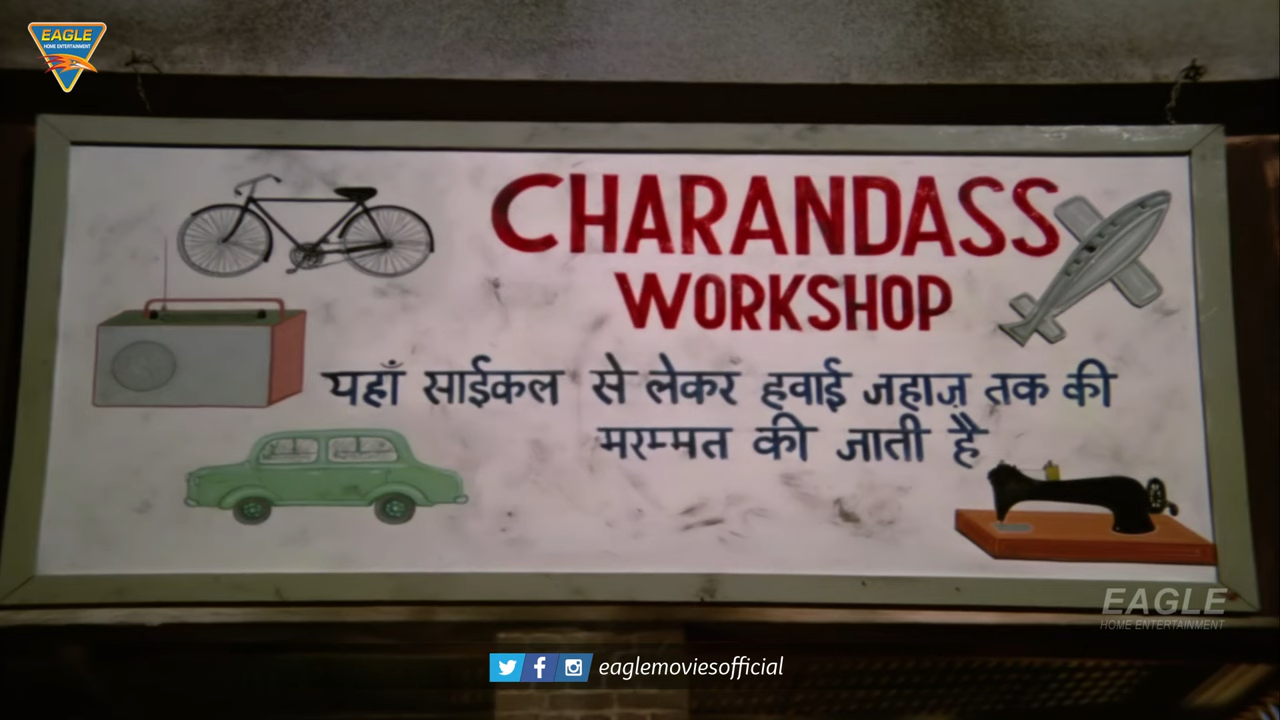 EAGLE
HOME ENTERTAINMENT
CHARANDASS
WORKSHOP
यहाँ साईकल से लेकर हवाई जहाज़ तक की
मरम्मत की जाती है
EAGLE
HOME ENTERTAINMENT
eaglemoviesofficial